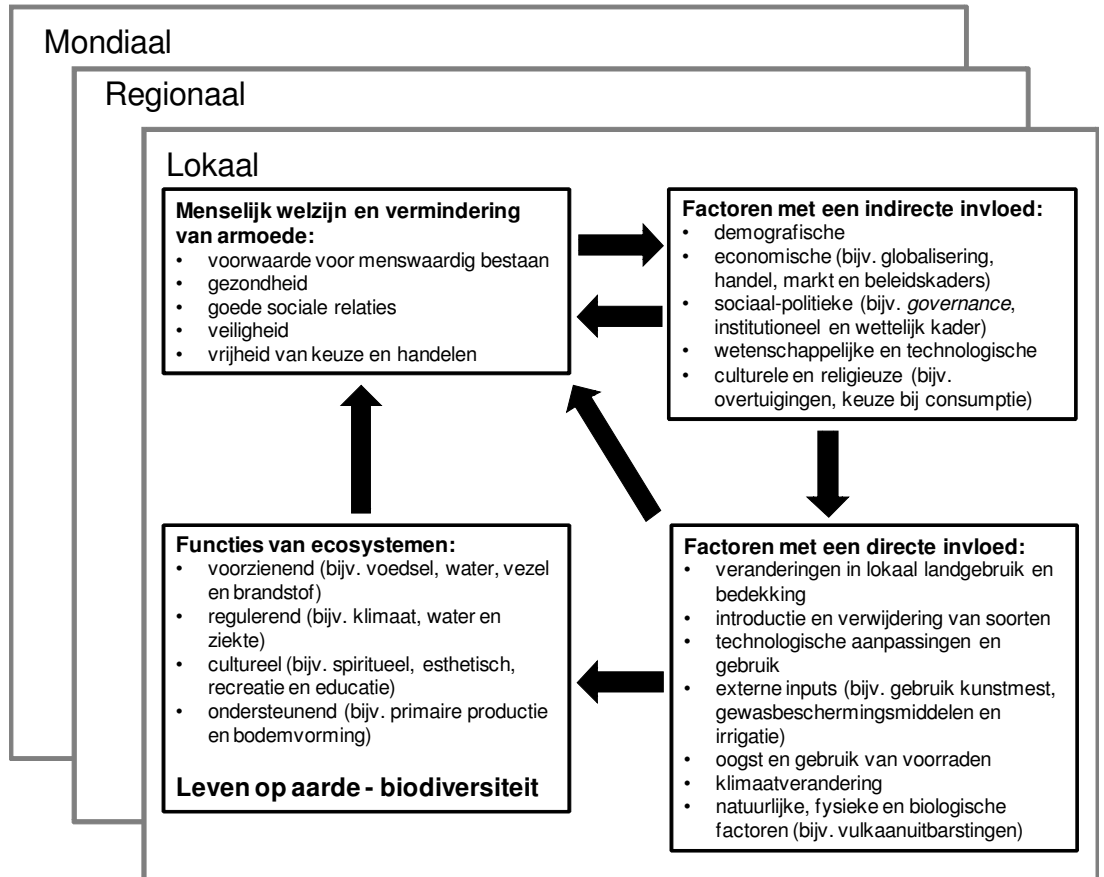 Mondiaal
Regionaal
Lokaal
Menselijk welzijn en vermindering
van armoede:
• voorwaarde voor menswaardig bestaan
• gezondheid
• goede sociale relaties
• veiligheid
• vrijheid van keuze en handelen
Factoren met een indirecte invloed:
• demografische
• economische (bijv. globalisering,
handel, markt en beleidskaders)
• sociaal-politieke (bijv. governance,
institutioneel en wettelijk kader)
• wetenschappelijke en technologische
• culturele en religieuze (bijv.
overtuigingen, keuze bij consumptie)
Functies van ecosystemen:
• voorzienend (bijv. voedsel, water, vezel
en brandstof)
• regulerend (bijv. klimaat, water en
ziekte)
• cultureel (bijv. spiritueel, esthetisch,
recreatie en educatie)
• ondersteunend (bijv. primaire productie
en bodemvorming)
Leven op aarde - biodiversiteit
Factoren met een directe invloed:
• veranderingen in lokaal landgebruik en
bedekking
• introductie en verwijdering van soorten
• technologische aanpassingen en
gebruik
• externe inputs (bijv. gebruik kunstmest,
gewasbeschermingsmiddelen en
irrigatie)
• oogst en gebruik van voorraden
• klimaatverandering
• natuurlijke, fysieke en biologische
factoren (bijv. vulkaanuitbarstingen)